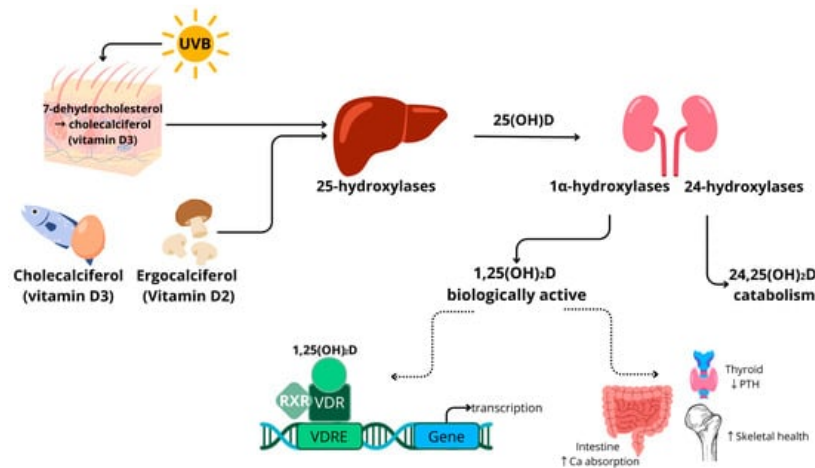 UVB
7-dehydrocholesterol
→ cholecalciferol
(vitamin D3)
25(OH)D
25-hydroxylases
1α-hydroxylases
24-hydroxylases
Cholecalciferol
(vitamin D3)
Ergocalciferol
(Vitamin D2)
1,25(OH)₂D
biologically active
24,25(OH)₂D
catabolism
1,25(OH)₂D
RXR
VDR
VDRE
Gene
transcription
Intestine
↑ Ca absorption
Thyroid
↓ PTH
↑ Skeletal health